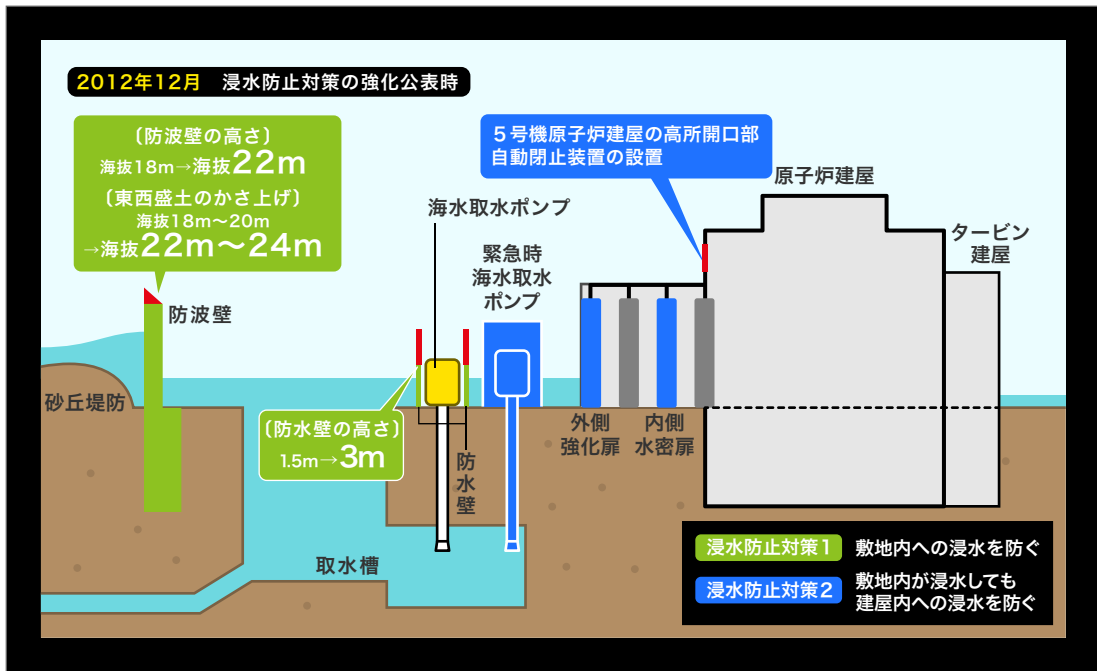 2012年12月 浸水防止対策の強化公表時
〔防波壁の高さ〕
海抜18m→海抜22m
〔東西盛土のかさ上げ〕
海抜18m〜20m
→海抜22m〜24m
5号機原子炉建屋の高所開口部
自動閉止装置の設置
原子炉建屋
タービン
建屋
海水取水ポンプ
緊急時
海水取水
ポンプ
防波壁
砂丘堤防
〔防水壁の高さ〕
1.5m→3m
防水壁
外側
強化扉
内側
水密扉
取水槽
浸水防止対策1 敷地内への浸水を防ぐ
浸水防止対策2 敷地内が浸水しても
建屋内への浸水を防ぐ